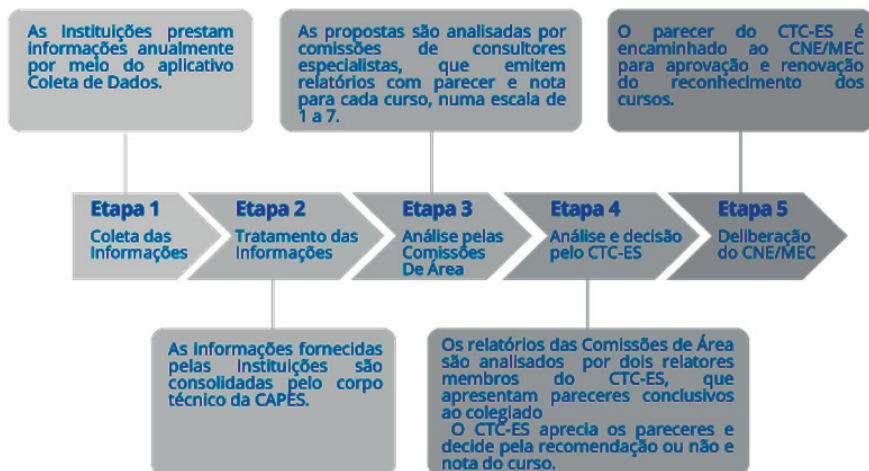 As Instituições prestam
informações anualmente
por meio do aplicativo
Coleta de Dados.
As propostas são analisadas por
comissões de consultores
especialistas, que emitem
relatórios com parecer e nota
para cada curso, numa escala de
1 a 7.
O parecer do CTC-ES é
encaminhado ao CNE/MEC
para aprovação e renovação
do reconhecimento dos
cursos.
Etapa 1
Coleta das
Informações
Etapa 2
Tratamento das
Informações
Etapa 3
Análise pelas
Comissões
De Área
Etapa 4
Análise e decisão
pelo CTC-ES
Etapa 5
Deliberação
do CNE/MEC
As informações fornecidas
pelas Instituições são
consolidadas pelo corpo
técnico da CAPES.
Os relatórios das Comissões de Área
são analisados por dois relatores
membros do CTC-ES, que
apresentam pareceres conclusivos
ao colegiado
O CTC-ES aprecia os pareceres e
decide pela recomendação ou não e
nota do curso.